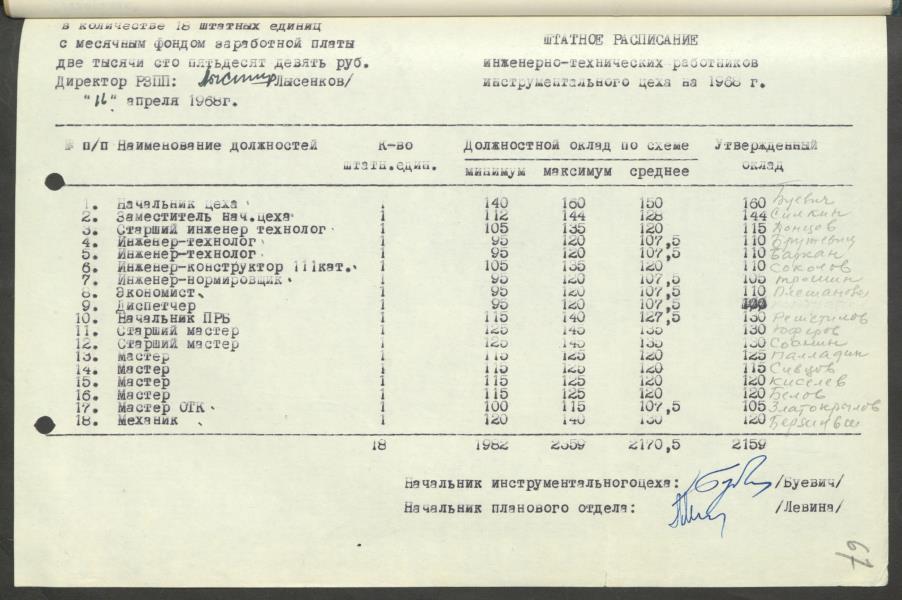 в количестве 18 штатных единиц
с месячным фондом заработной платы
две тысячи сто пятьдесят девять руб.
Директор РЗПП: /Лысенков/
"16" апреля 1968г.
ШТАТНОЕ РАСПИСАНИЕ
инженерно-технических работников
инструментального цеха на 1968 г.
№ п/п Наименование должностей К-во штатн.един. Должностной оклад по схеме Утвержденный оклад
минимум максимум среднее
1. Начальник цеха 1 140 160 150 160 Буевич
2. Заместитель нач.цеха 1 112 144 128 144 Силкин
3. Старший инженер технолог 1 105 135 120 115 Концов
4. Инженер-технолог 1 95 120 107,5 110
5. Инженер-технолог 1 95 120 107,5 110
6. Инженер-конструктор 111кат. 1 105 135 120 110 Соколов
7. Инженер-нормировщик 1 95 120 107,5 105
8. Экономист 1 95 120 107,5 110
9. Диспетчер 1 95 120 107,5
10. Начальник ПРБ 1 115 140 127,5 130 Решетилов
11. Старший мастер 1 125 145 135 130 Юферов
12. Старший мастер 1 125 145 135 130
13. Мастер 1 115 125 120 125 Палладин
14. Мастер 1 115 125 120 115 Сивцов
15. Мастер 1 115 125 120 120 Киселев
16. Мастер 1 115 125 120 120 Белов
17. Мастер ОТК 1 100 115 107,5 105 Златокрылов
18. Механик 1 120 140 130 120
18 1982 2359 2170,5 2159
Начальник инструментальногоцеха: /Буевич/
Начальник планового отдела: /Левина/
67